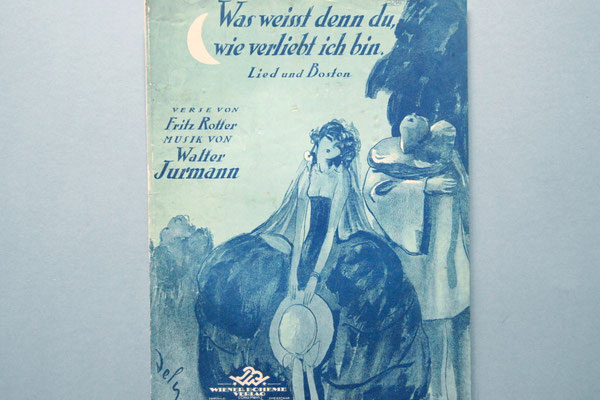 Was weisst denn du,
wie verliebt ich bin.
Lied und Boston
VERSE VON
Fritz Rotter
MUSIK VON
Walter
Jurmann
WIENER BOHEME
VERLAG